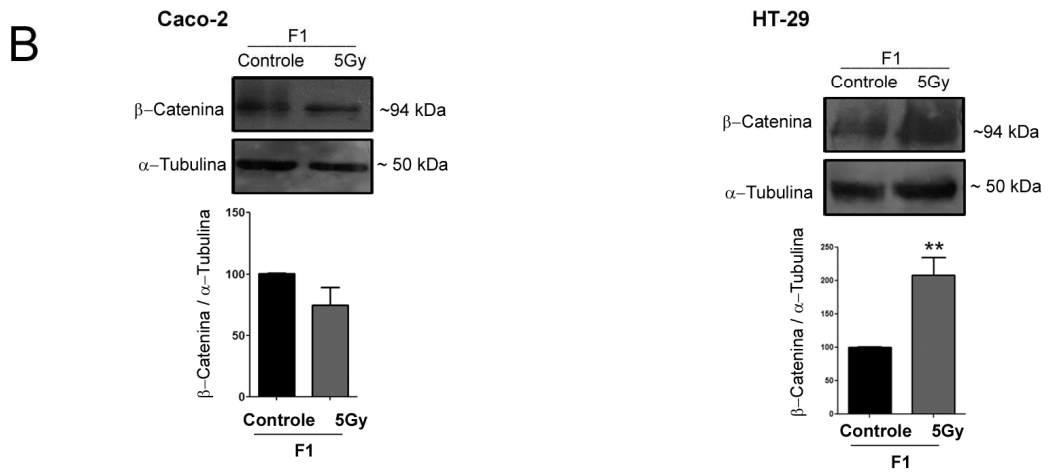 B
Caco-2
F1
Controle 5Gy
β–Catenina ~94 kDa
α–Tubulina ~ 50 kDa
β–Catenina / α–Tubulina
150
100
50
0
Controle 5Gy
F1
HT-29
F1
Controle 5Gy
β–Catenina ~94 kDa
α–Tubulina ~ 50 kDa
β–Catenina / α–Tubulina
250
**
200
150
100
50
0
Controle 5Gy
F1